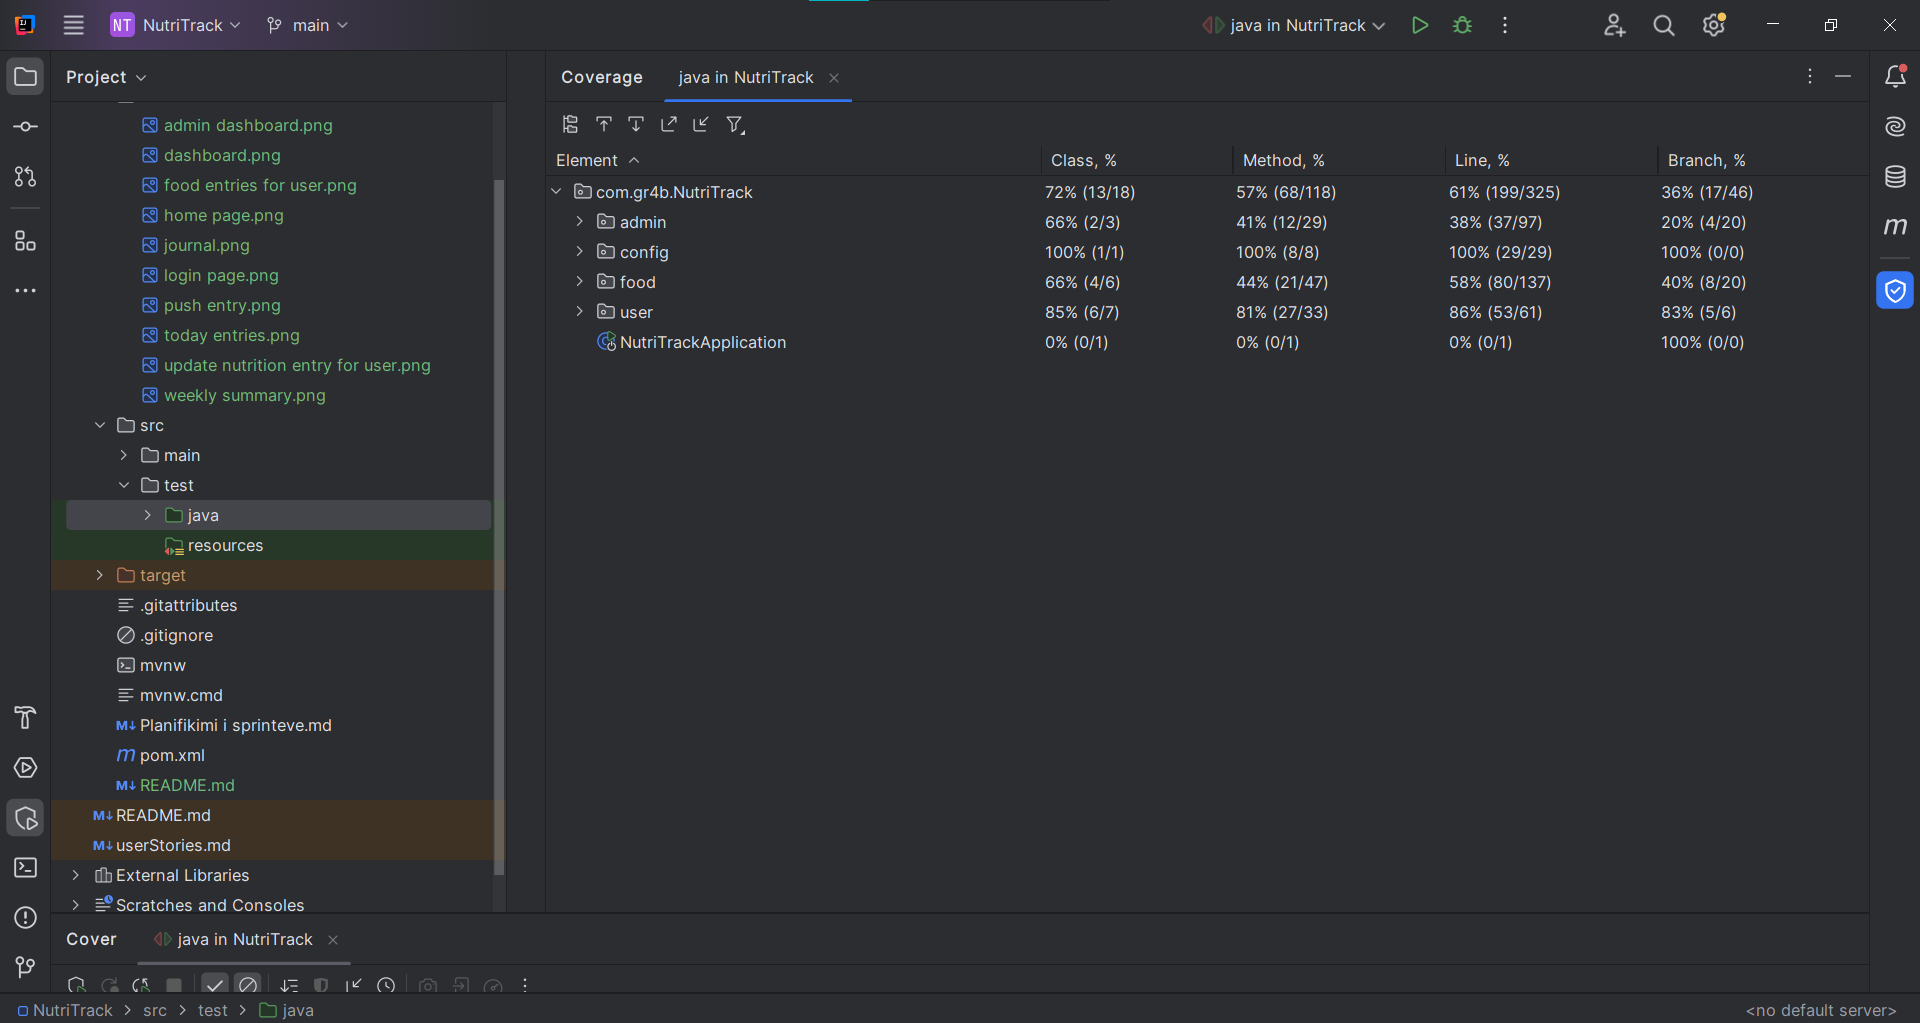 NT NutriTrack main java in NutriTrack
Project
admin dashboard.png
dashboard.png
food entries for user.png
home page.png
journal.png
login page.png
push entry.png
today entries.png
update nutrition entry for user.png
weekly summary.png
src
main
test
java
resources
target
.gitattributes
.gitignore
mvnw
mvnw.cmd
M↓ Planifikimi i sprinteve.md
m pom.xml
M↓ README.md
M↓ README.md
M↓ userStories.md
External Libraries
Scratches and Consoles
Coverage java in NutriTrack
Element Class, % Method, % Line, % Branch, %
com.gr4b.NutriTrack 72% (13/18) 57% (68/118) 61% (199/325) 36% (17/46)
admin 66% (2/3) 41% (12/29) 38% (37/97) 20% (4/20)
config 100% (1/1) 100% (8/8) 100% (29/29) 100% (0/0)
food 66% (4/6) 44% (21/47) 58% (80/137) 40% (8/20)
user 85% (6/7) 81% (27/33) 86% (53/61) 83% (5/6)
NutriTrackApplication 0% (0/1) 0% (0/1) 0% (0/1) 100% (0/0)
m
Cover java in NutriTrack
NutriTrack > src > test > java <no default server>